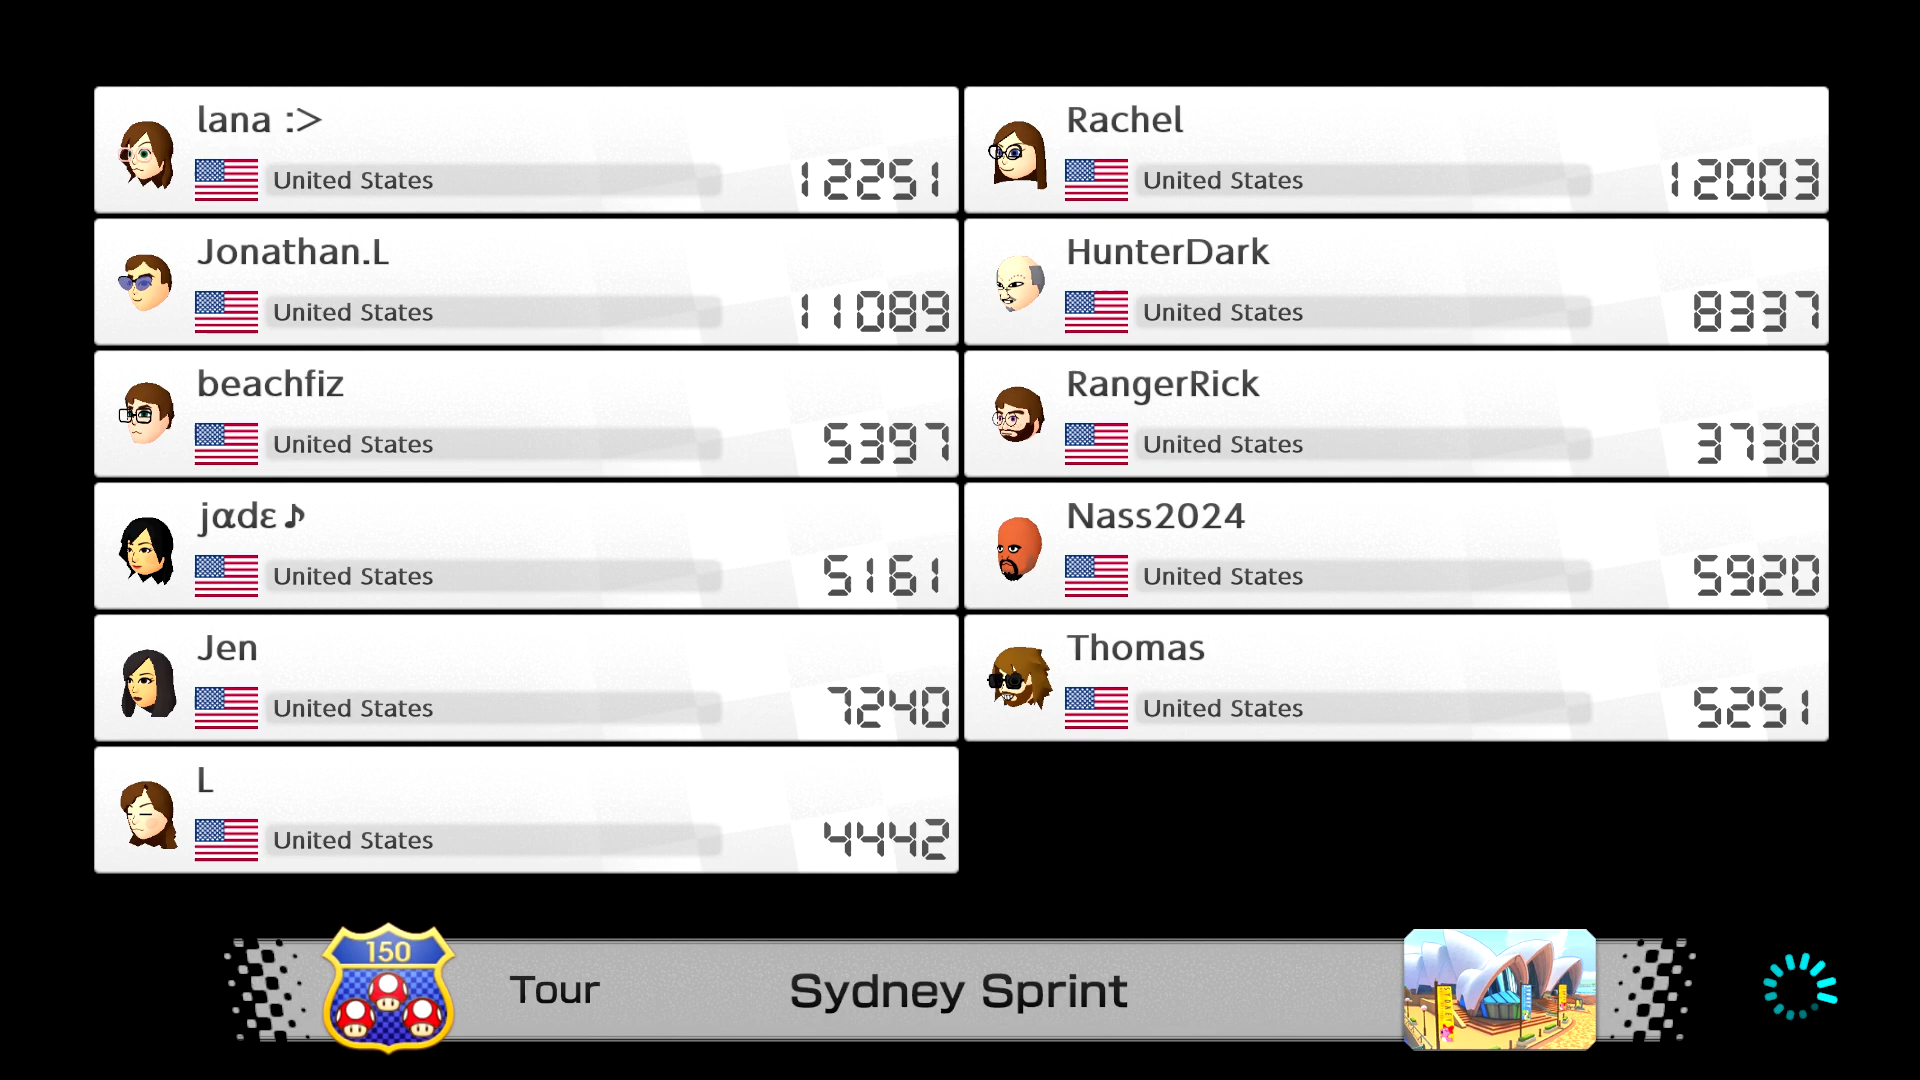 lana :>
United States 12251
Rachel
United States 12003
Jonathan.L
United States 11089
HunterDark
United States 8337
beachfiz
United States 5397
RangerRick
United States 3738
jαdε♪
United States 5161
Nass2024
United States 5920
Jen
United States 7240
Thomas
United States 5251
L
United States 4442
150
Tour Sydney Sprint